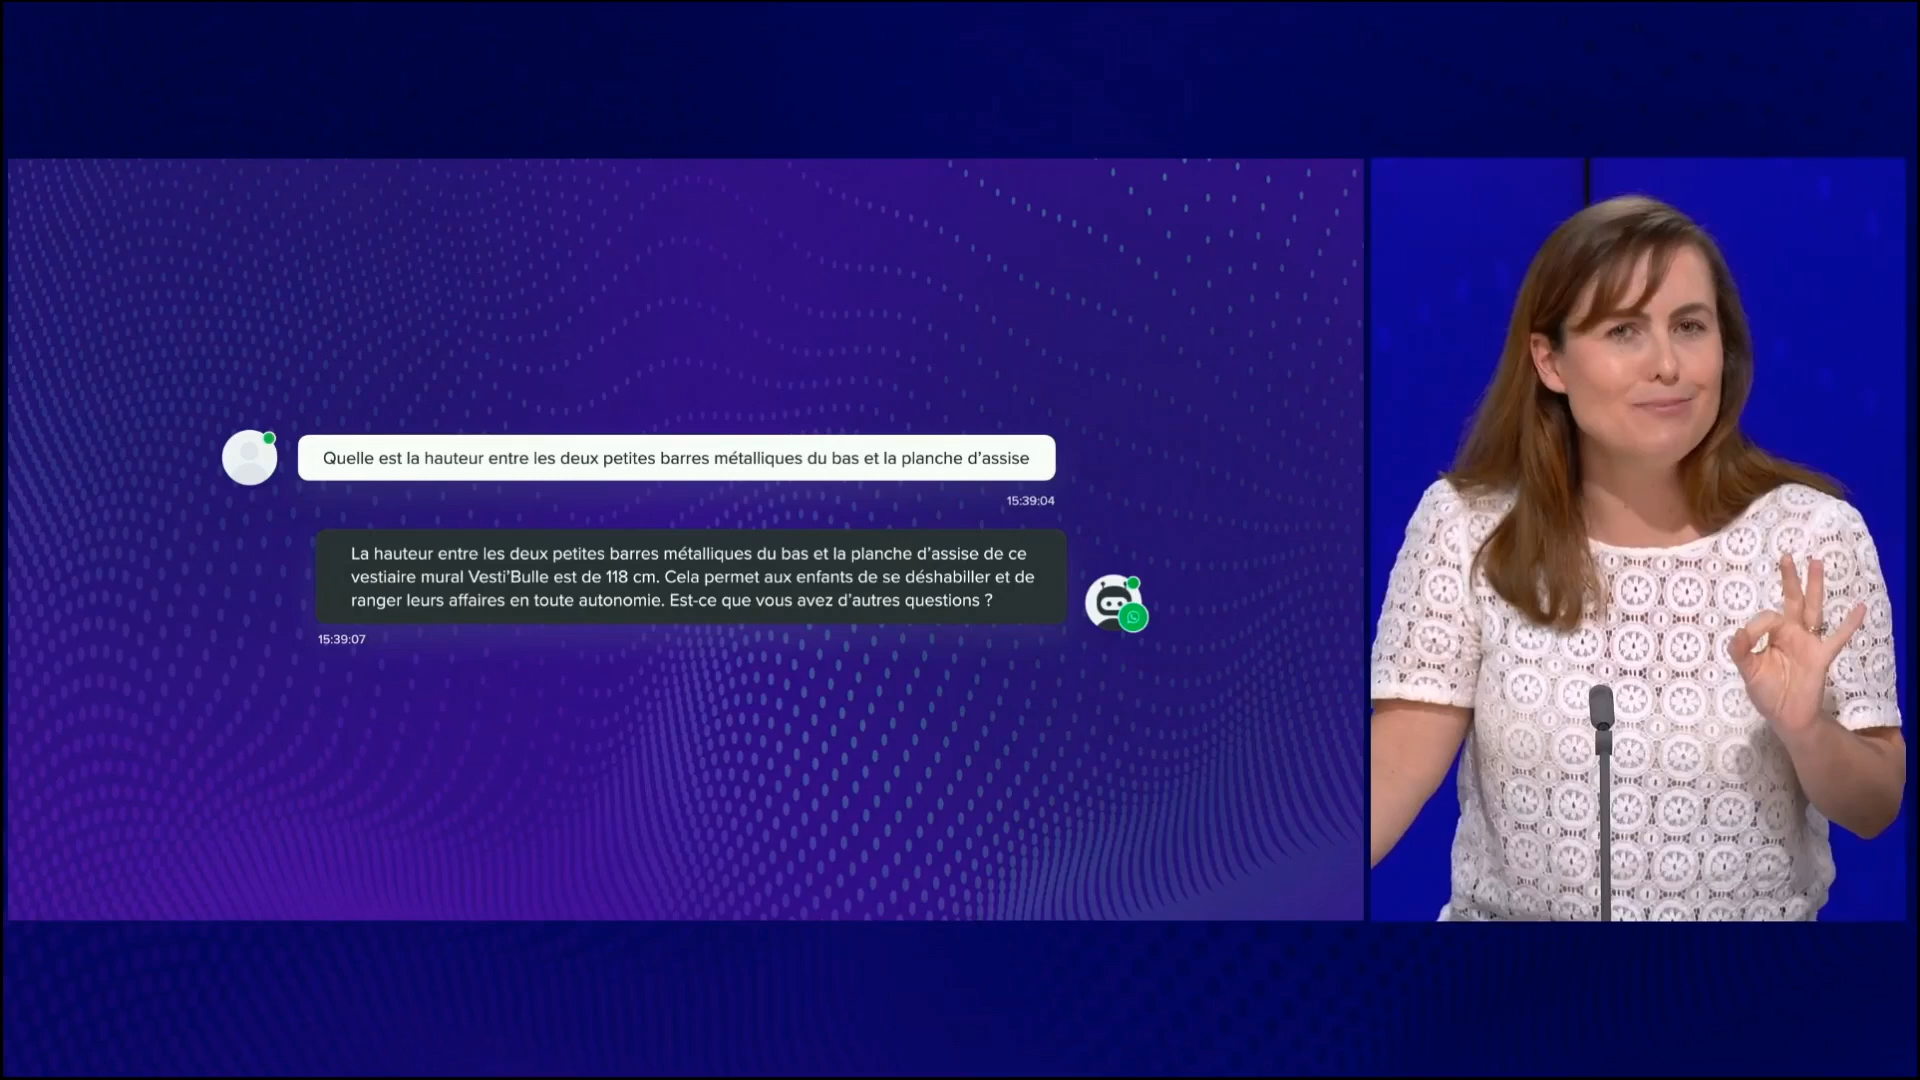 Quelle est la hauteur entre les deux petites barres métalliques du bas et la planche d’assise
15:39:04
La hauteur entre les deux petites barres métalliques du bas et la planche d’assise de ce
vestiaire mural Vesti’Bulle est de 118 cm. Cela permet aux enfants de se déshabiller et de
ranger leurs affaires en toute autonomie. Est-ce que vous avez d’autres questions ?
15:39:07